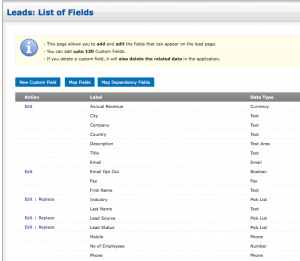 Leads: List of Fields
- This page allows you to add and edit the Fields that can appear on the lead page.
- You can add upto 130 Custom Fields.
- If you delete a custom field, it will also delete the related data in the application.
New Custom Field Map Fields Map Dependency Fields
Action Label Data Type
Edit Annual Revenue Currency
City Text
Company Text
Country Text
Description Text Area
Title Text
Email Email
Edit Email Opt Out Boolean
Fax Fax
First Name Text
Edit | Replace Industry Pick List
Last Name Text
Edit | Replace Lead Source Pick List
Edit | Replace Lead Status Pick List
Mobile Phone
No of Employees Number
Phone Phone